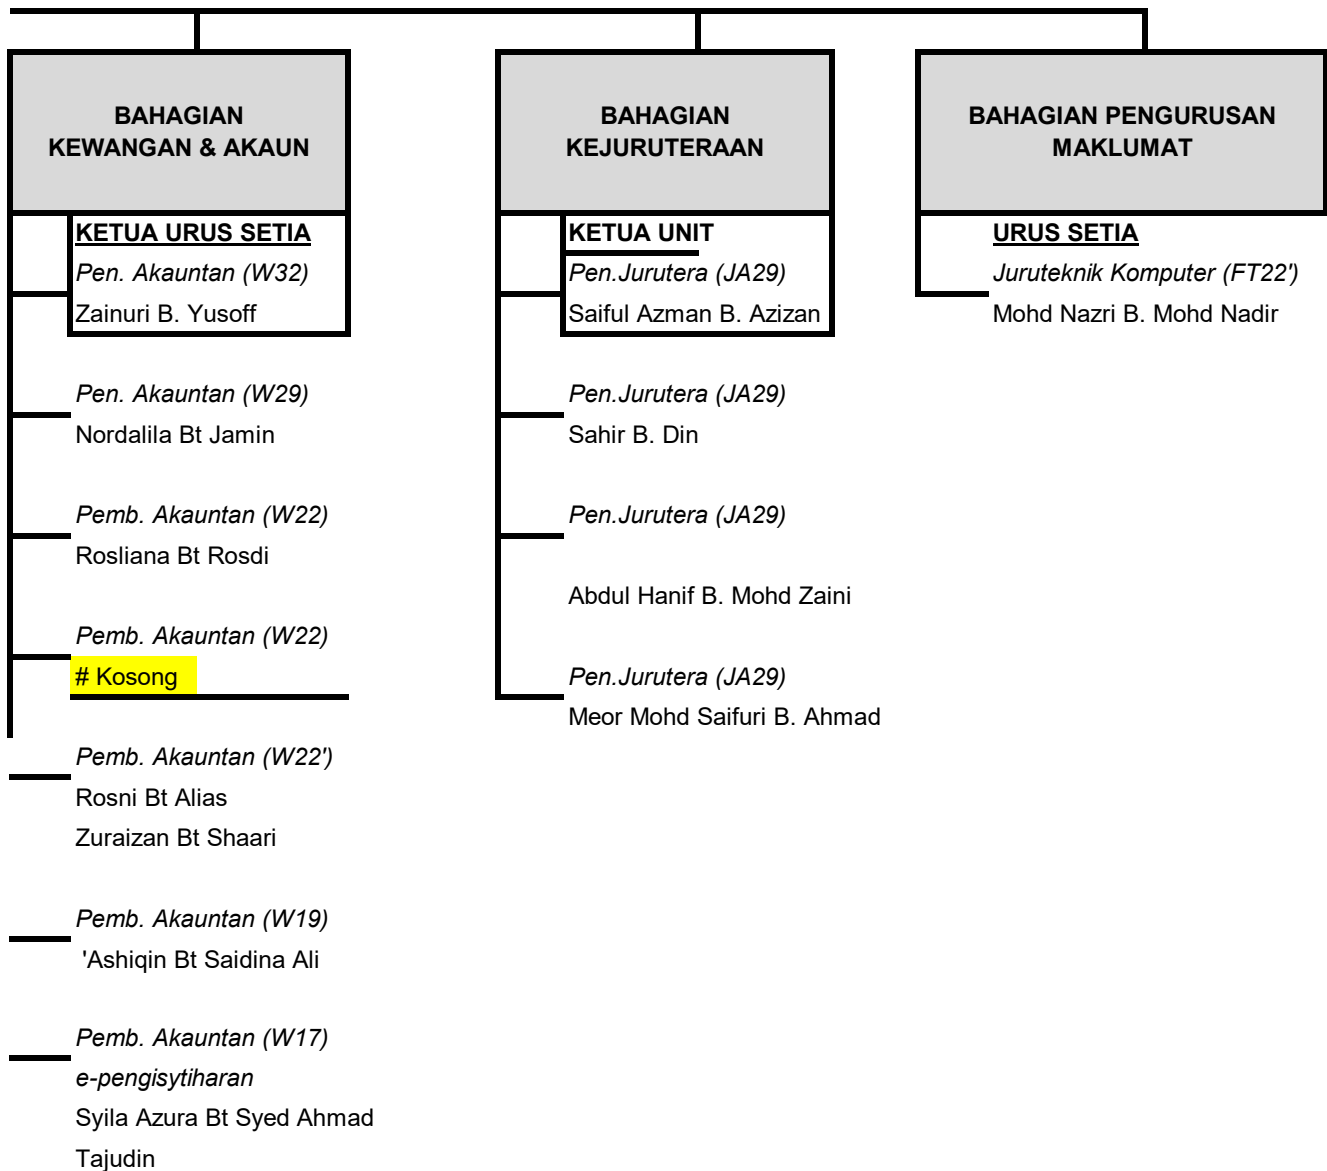 BAHAGIAN
KEWANGAN & AKAUN
KETUA URUS SETIA
Pen. Akauntan (W32)
Zainuri B. Yusoff
Pen. Akauntan (W29)
Nordalila Bt Jamin
Pemb. Akauntan (W22)
Rosliana Bt Rosdi
Pemb. Akauntan (W22)
# Kosong
Pemb. Akauntan (W22')
Rosni Bt Alias
Zuraizan Bt Shaari
Pemb. Akauntan (W19)
'Ashiqin Bt Saidina Ali
Pemb. Akauntan (W17)
e-pengisytiharan
Syila Azura Bt Syed Ahmad
Tajudin
BAHAGIAN
KEJURUTERAAN
KETUA UNIT
Pen.Jurutera (JA29)
Saiful Azman B. Azizan
Pen.Jurutera (JA29)
Sahir B. Din
Pen.Jurutera (JA29)
Abdul Hanif B. Mohd Zaini
Pen.Jurutera (JA29)
Meor Mohd Saifuri B. Ahmad
BAHAGIAN PENGURUSAN
MAKLUMAT
URUS SETIA
Juruteknik Komputer (FT22')
Mohd Nazri B. Mohd Nadir